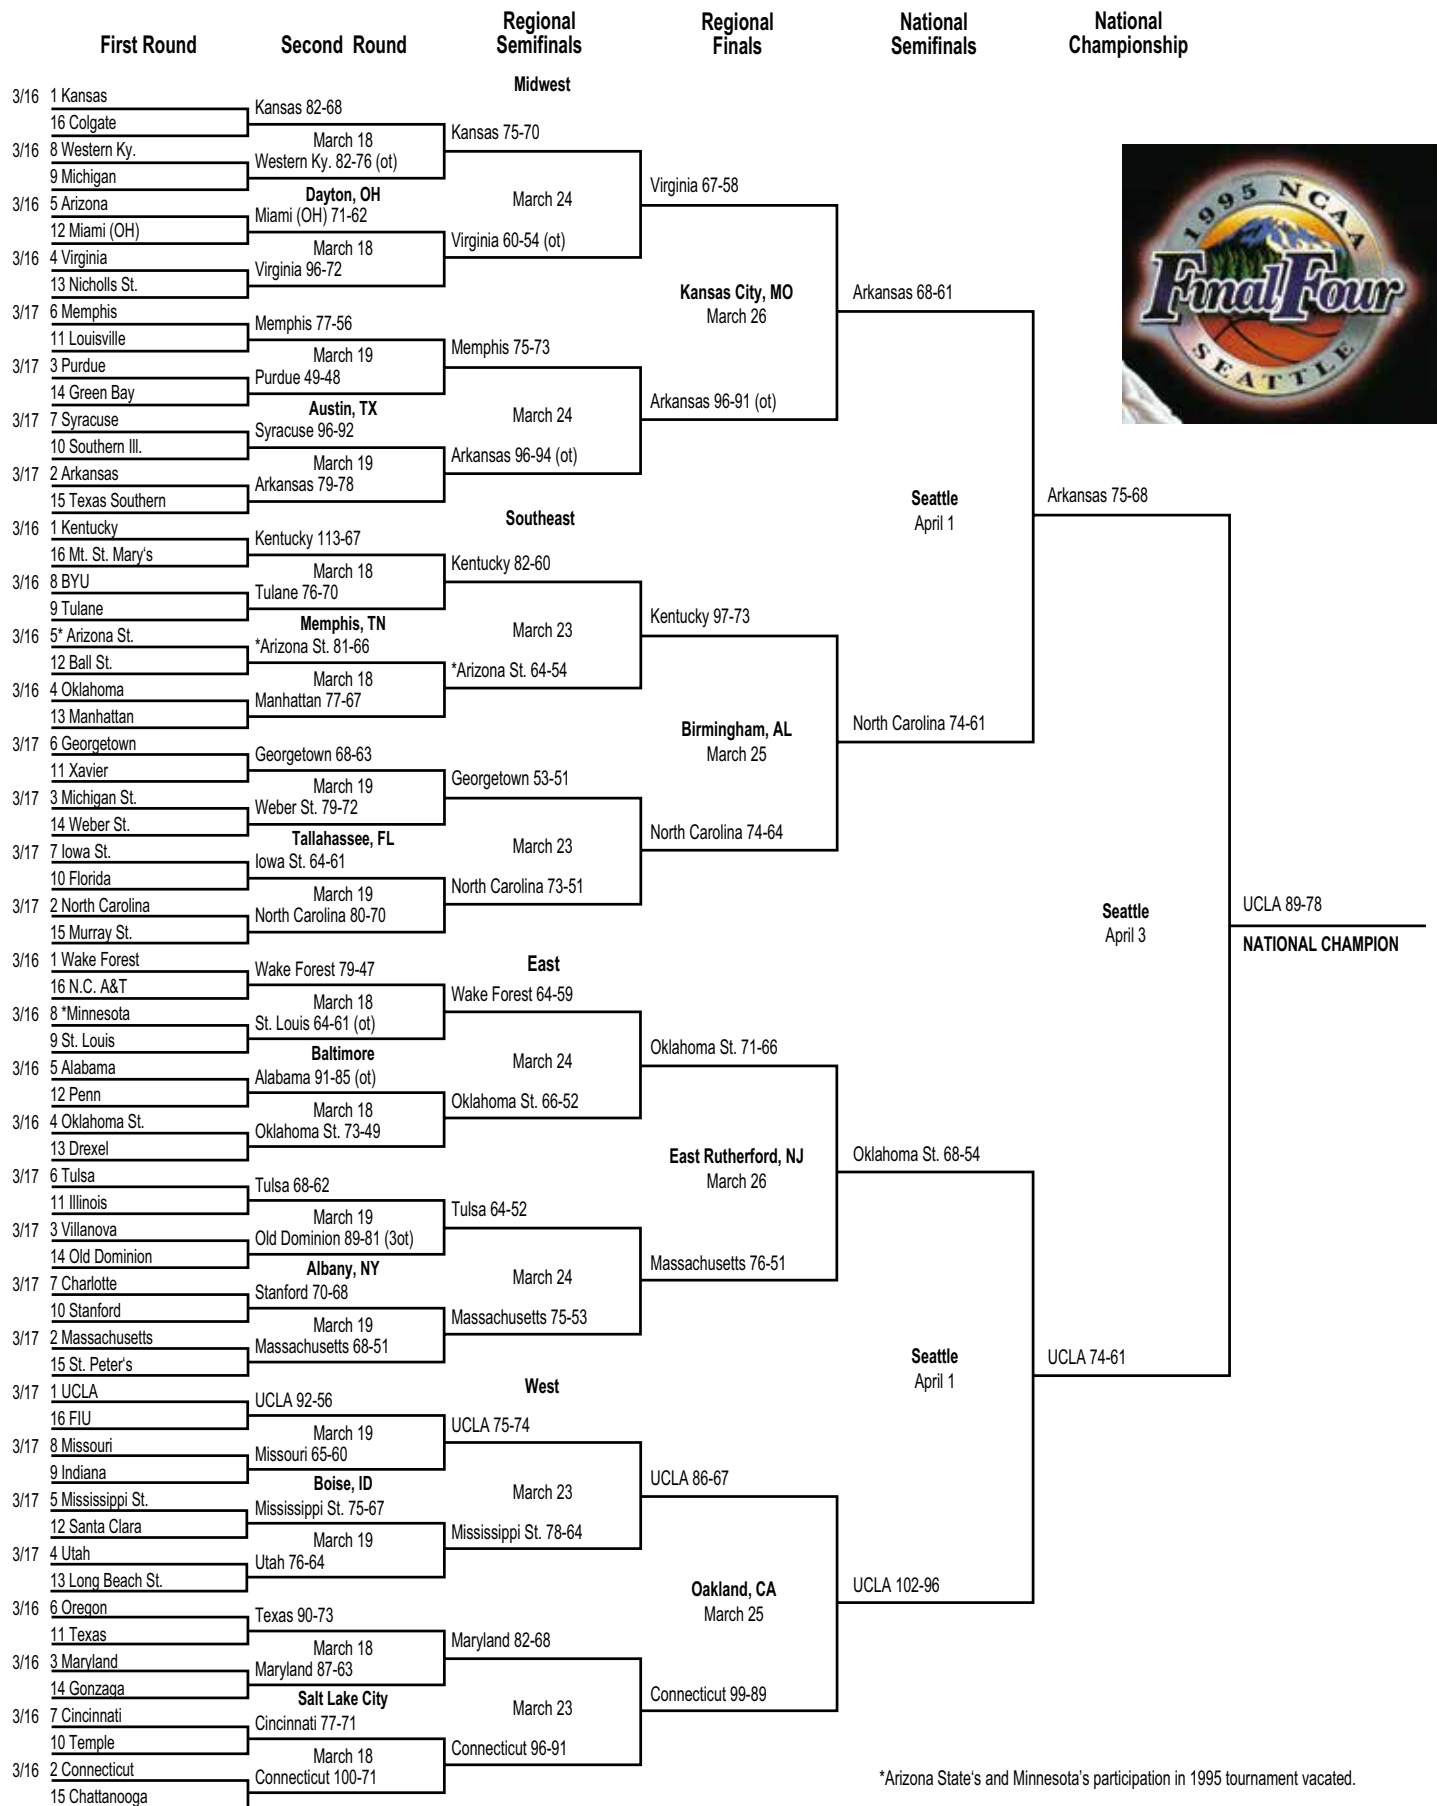 First Round
Second Round
Regional
Semifinals
Regional
Finals
National
Semifinals
National
Championship
1995 NCAA
Final Four
SEATTLE
Midwest
3/16 1 Kansas
16 Colgate
3/16 8 Western Ky.
9 Michigan
3/16 5 Arizona
12 Miami (OH)
3/16 4 Virginia
13 Nicholls St.
3/17 6 Memphis
11 Louisville
3/17 3 Purdue
14 Green Bay
3/17 7 Syracuse
10 Southern Ill.
3/17 2 Arkansas
15 Texas Southern
Kansas 82-68
March 18
Western Ky. 82-76 (ot)
Dayton, OH
Miami (OH) 71-62
March 18
Virginia 96-72
Memphis 77-56
March 19
Purdue 49-48
Austin, TX
Syracuse 96-92
March 19
Arkansas 79-78
Kansas 75-70
March 24
Virginia 60-54 (ot)
Memphis 75-73
March 24
Arkansas 96-94 (ot)
Virginia 67-58
Kansas City, MO
March 26
Arkansas 96-91 (ot)
Arkansas 68-61
Southeast
3/16 1 Kentucky
16 Mt. St. Mary's
3/16 8 BYU
9 Tulane
3/16 5* Arizona St.
12 Ball St.
3/16 4 Oklahoma
13 Manhattan
3/17 6 Georgetown
11 Xavier
3/17 3 Michigan St.
14 Weber St.
3/17 7 Iowa St.
10 Florida
3/17 2 North Carolina
15 Murray St.
Kentucky 113-67
March 18
Tulane 76-70
Memphis, TN
*Arizona St. 81-66
March 18
Manhattan 77-67
Georgetown 68-63
March 19
Weber St. 79-72
Tallahassee, FL
Iowa St. 64-61
March 19
North Carolina 80-70
Kentucky 82-60
March 23
*Arizona St. 64-54
Georgetown 53-51
March 23
North Carolina 73-51
Kentucky 97-73
Birmingham, AL
March 25
North Carolina 74-64
North Carolina 74-61
Seattle
April 1
Arkansas 75-68
East
3/16 1 Wake Forest
16 N.C. A&T
3/16 8 *Minnesota
9 St. Louis
3/16 5 Alabama
12 Penn
3/16 4 Oklahoma St.
13 Drexel
3/17 6 Tulsa
11 Illinois
3/17 3 Villanova
14 Old Dominion
3/17 7 Charlotte
10 Stanford
3/17 2 Massachusetts
15 St. Peter's
Wake Forest 79-47
March 18
St. Louis 64-61 (ot)
Baltimore
Alabama 91-85 (ot)
March 18
Oklahoma St. 73-49
Tulsa 68-62
March 19
Old Dominion 89-81 (3ot)
Albany, NY
Stanford 70-68
March 19
Massachusetts 68-51
Wake Forest 64-59
March 24
Oklahoma St. 66-52
Tulsa 64-52
March 24
Massachusetts 75-53
Oklahoma St. 71-66
East Rutherford, NJ
March 26
Massachusetts 76-51
Oklahoma St. 68-54
West
3/17 1 UCLA
16 FIU
3/17 8 Missouri
9 Indiana
3/17 5 Mississippi St.
12 Santa Clara
3/17 4 Utah
13 Long Beach St.
3/16 6 Oregon
11 Texas
3/16 3 Maryland
14 Gonzaga
3/16 7 Cincinnati
10 Temple
3/16 2 Connecticut
15 Chattanooga
UCLA 92-56
March 19
Missouri 65-60
Boise, ID
Mississippi St. 75-67
March 19
Utah 76-64
Texas 90-73
March 18
Maryland 87-63
Salt Lake City
Cincinnati 77-71
March 18
Connecticut 100-71
UCLA 75-74
March 23
Mississippi St. 78-64
Maryland 82-68
March 23
Connecticut 96-91
UCLA 86-67
Oakland, CA
March 25
Connecticut 99-89
UCLA 102-96
Seattle
April 1
UCLA 74-61
Seattle
April 3
UCLA 89-78
NATIONAL CHAMPION
*Arizona State's and Minnesota's participation in 1995 tournament vacated.